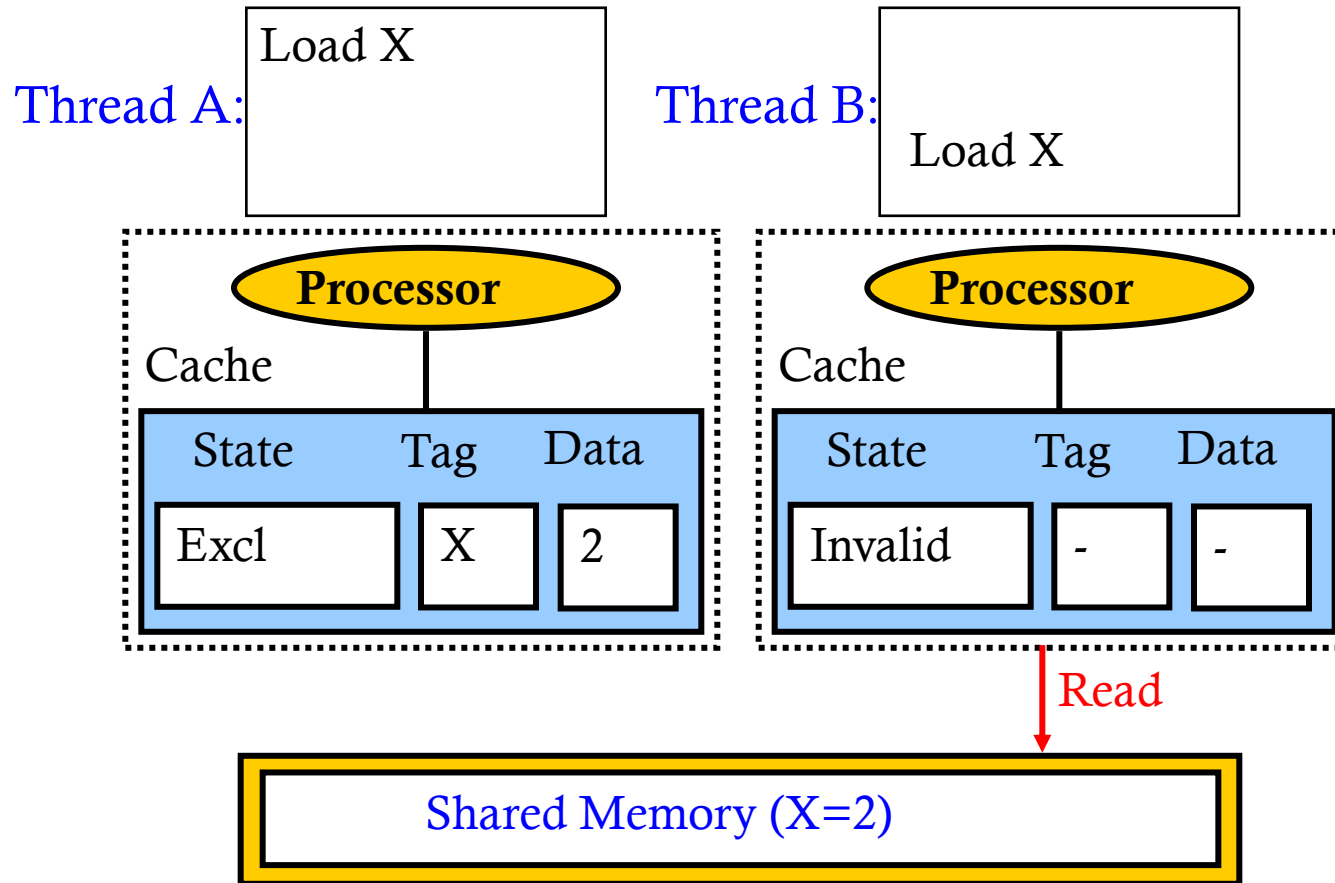 Load X
Thread A:
Thread B:
Load X
Processor
Processor
Cache
Cache
State Tag Data
State Tag Data
Excl X 2
Invalid - -
Read
Shared Memory (X=2)